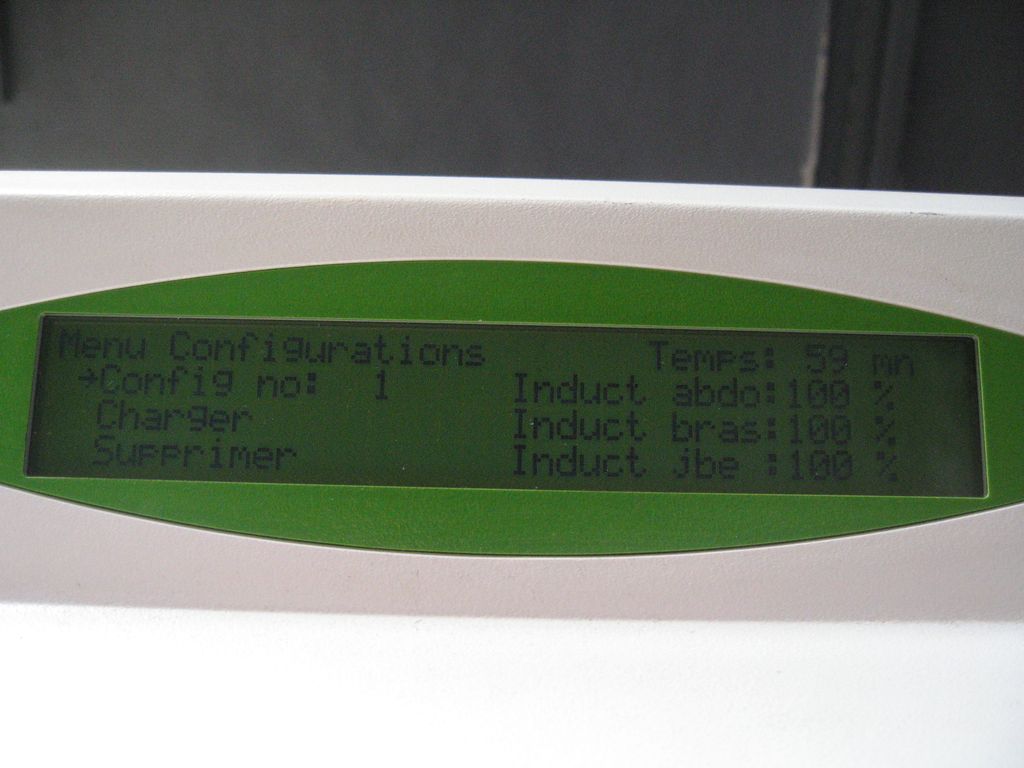 Menu Configurations Temps: 59 mn
→Config no: 1 Induct abdo:100 %
Charger Induct bras:100 %
Supprimer Induct jbe :100 %